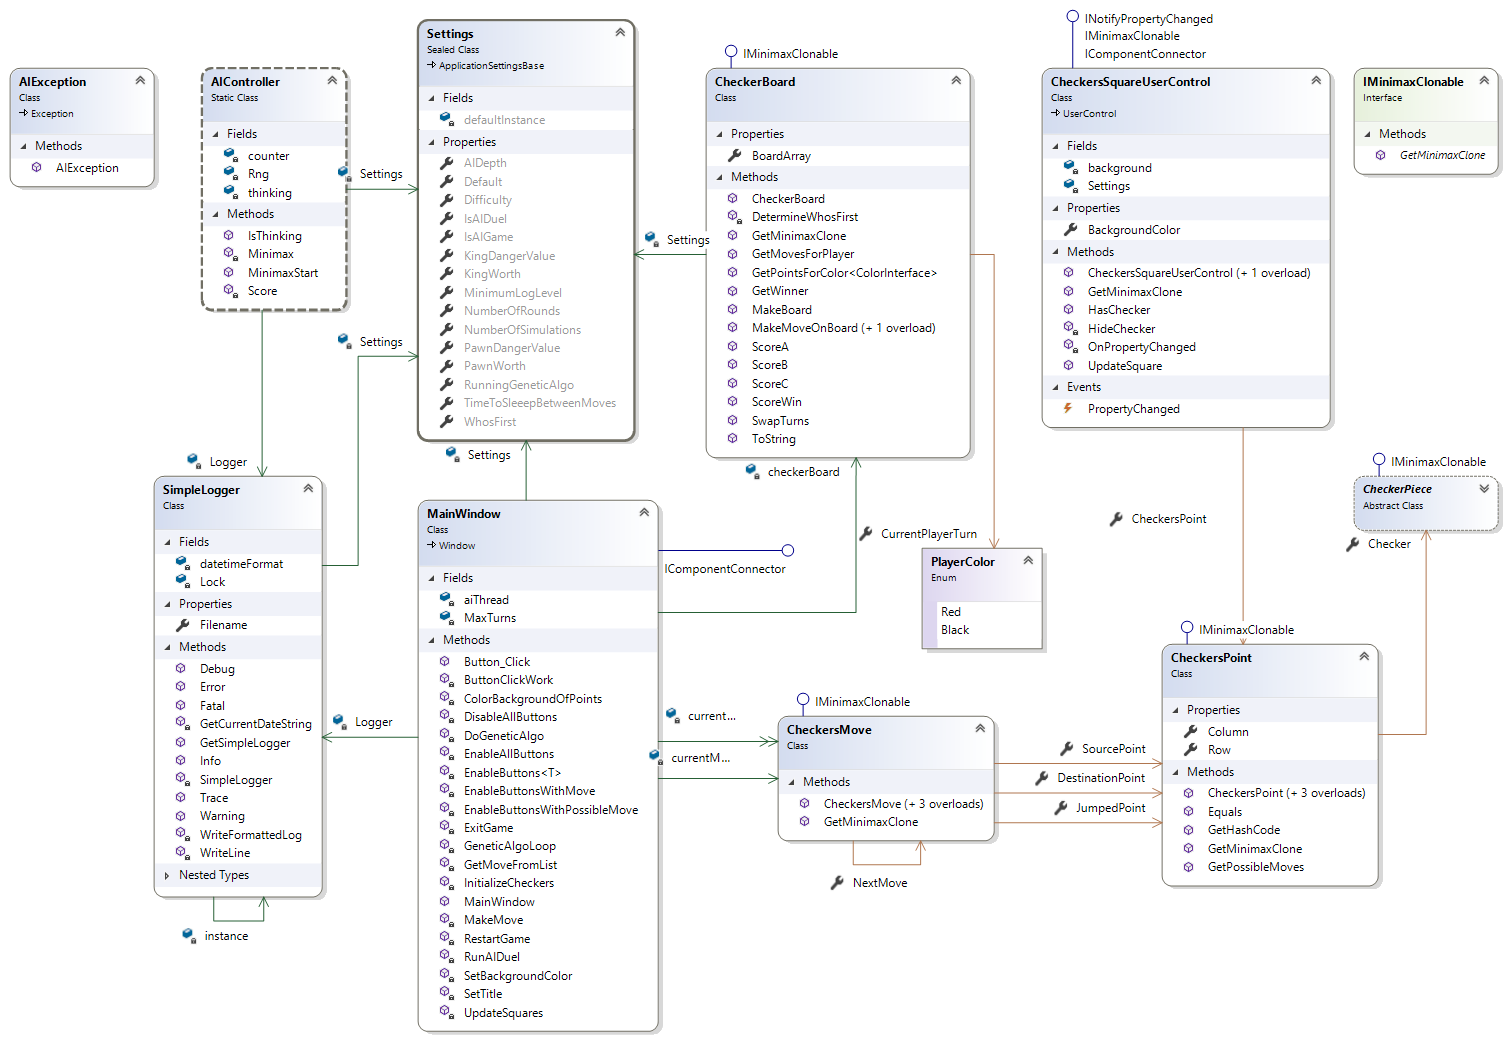 AIException
Class
Exception
Methods
AIException
AIController
Static Class
Fields
counter
Rng
thinking
Methods
IsThinking
Minimax
MinimaxStart
Score
Settings
Logger
Settings
Sealed Class
ApplicationSettingsBase
Fields
defaultInstance
Properties
AIDepth
Default
Difficulty
IsAIDuel
IsAIGame
KingDangerValue
KingWorth
MinimumLogLevel
NumberOfRounds
NumberOfSimulations
PawnDangerValue
PawnWorth
RunningGeneticAlgo
TimeToSleeepBetweenMoves
WhosFirst
Settings
IMinimaxClonable
CheckerBoard
Class
Properties
BoardArray
Methods
CheckerBoard
DetermineWhosFirst
GetMinimaxClone
GetMovesForPlayer
GetPointsForColor<ColorInterface>
GetWinner
MakeBoard
MakeMoveOnBoard (+ 1 overload)
ScoreA
ScoreB
ScoreC
ScoreWin
SwapTurns
ToString
Settings
checkerBoard
CurrentPlayerTurn
INotifyPropertyChanged
IMinimaxClonable
IComponentConnector
CheckersSquareUserControl
Class
UserControl
Fields
background
Settings
Properties
BackgroundColor
Methods
CheckersSquareUserControl (+ 1 overload)
GetMinimaxClone
HasChecker
HideChecker
OnPropertyChanged
UpdateSquare
Events
PropertyChanged
CheckersPoint
IMinimaxClonable
Interface
Methods
GetMinimaxClone
IMinimaxClonable
CheckerPiece
Abstract Class
Checker
SimpleLogger
Class
Fields
datetimeFormat
Lock
Properties
Filename
Methods
Debug
Error
Fatal
GetCurrentDateString
GetSimpleLogger
Info
SimpleLogger
Trace
Warning
WriteFormattedLog
WriteLine
Nested Types
instance
Settings
Logger
MainWindow
Class
Window
Fields
aiThread
MaxTurns
Methods
Button_Click
ButtonClickWork
ColorBackgroundOfPoints
DisableAllButtons
DoGeneticAlgo
EnableAllButtons
EnableButtons<T>
EnableButtonsWithMove
EnableButtonsWithPossibleMove
ExitGame
GeneticAlgoLoop
GetMoveFromList
InitializeCheckers
MainWindow
MakeMove
RestartGame
RunAIDuel
SetBackgroundColor
SetTitle
UpdateSquares
IComponentConnector
current...
currentM...
PlayerColor
Enum
Red
Black
IMinimaxClonable
CheckersMove
Class
Methods
CheckersMove (+ 3 overloads)
GetMinimaxClone
NextMove
SourcePoint
DestinationPoint
JumpedPoint
IMinimaxClonable
CheckersPoint
Class
Properties
Column
Row
Methods
CheckersPoint (+ 3 overloads)
Equals
GetHashCode
GetMinimaxClone
GetPossibleMoves